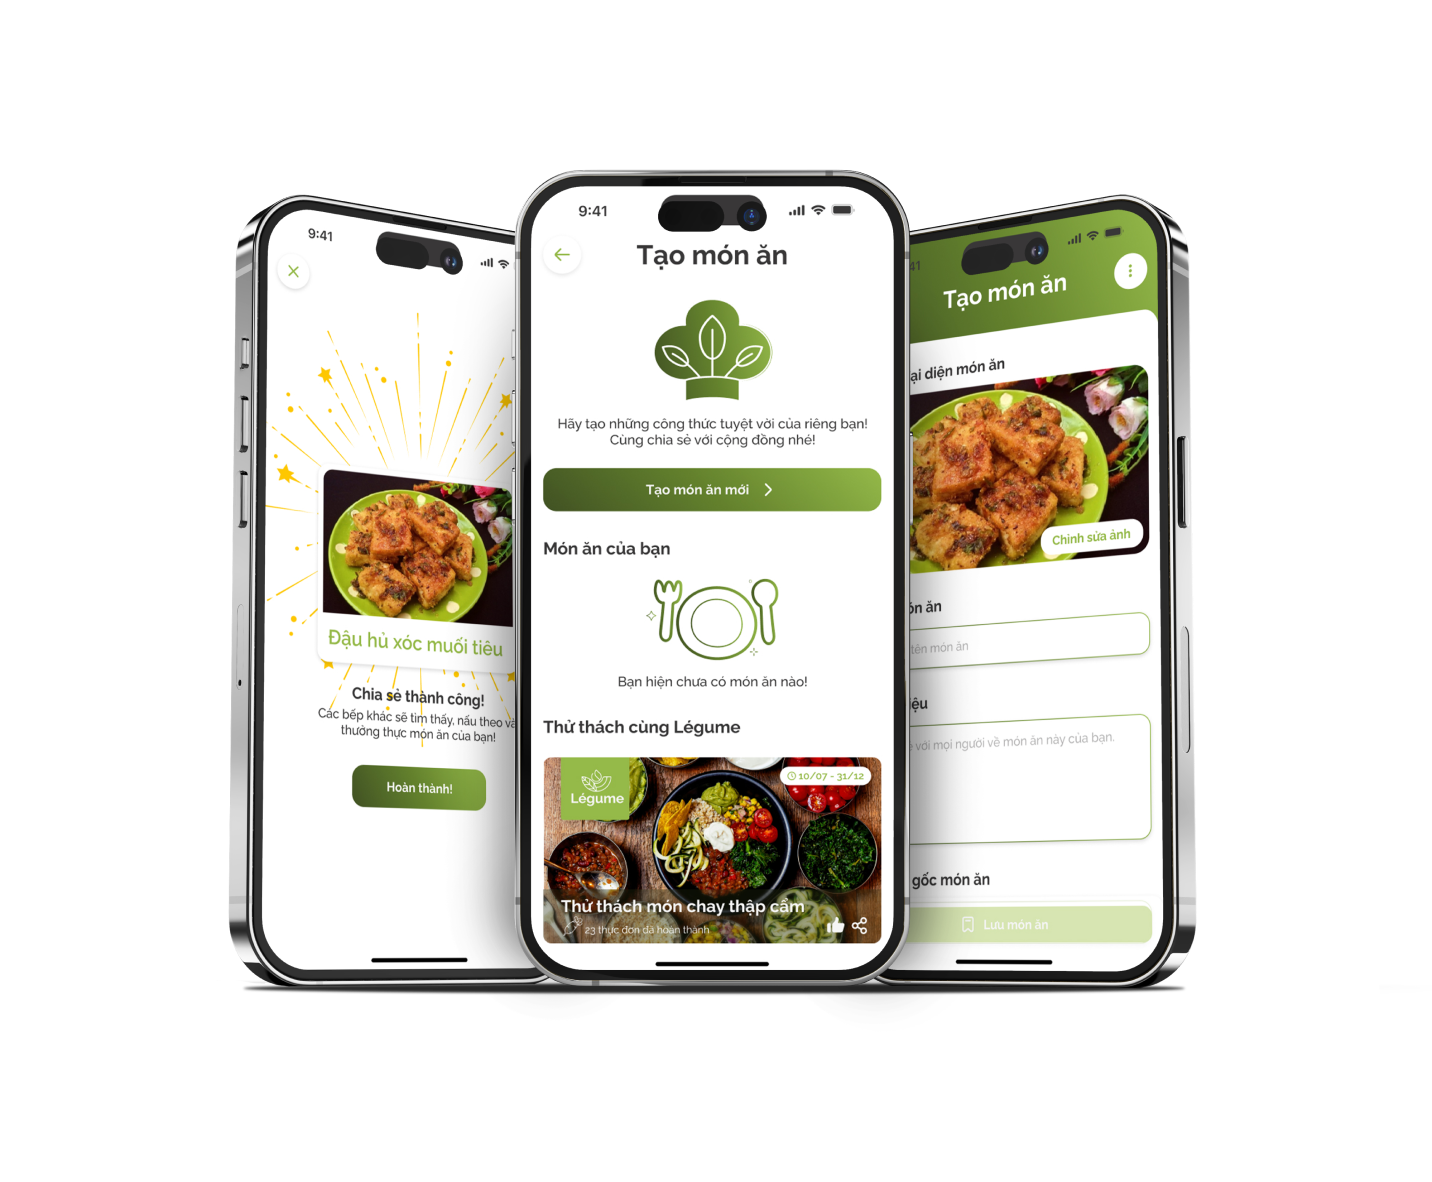 9:41
Đậu hủ xóc muối tiêu
Chia sẻ thành công!
Các bếp khác sẽ tìm thấy, nấu theo và
thưởng thực món ăn của bạn!
Hoàn thành!
9:41
Tạo món ăn
Hãy tạo những công thức tuyệt vời của riêng bạn!
Cùng chia sẻ với cộng đồng nhé!
Tạo món ăn mới
Món ăn của bạn
Bạn hiện chưa có món ăn nào!
Thử thách cùng Légume
Légume
10/07 - 31/12
Thử thách món chay thập cẩm
23 thực đơn đã hoàn thành
41
Tạo món ăn
ại diện món ăn
Chỉnh sửa ảnh
ón ăn
tên món ăn
iệu
với mọi người về món ăn này của bạn.
gốc món ăn
Lưu món ăn